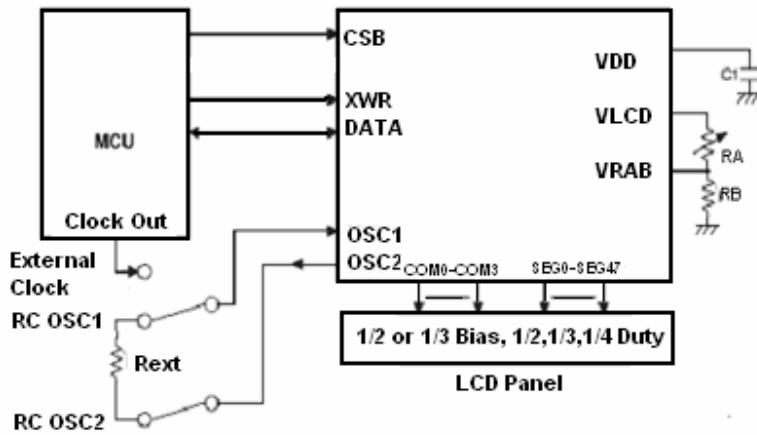 CSB
VDD
C1
XWR
VLCD
MCU
DATA
RA
VRAB
RB
Clock Out
OSC1
External
Clock
OSC2
COM0-COM3
SEG0-SEG47
RC OSC1
1/2 or 1/3 Bias, 1/2,1/3,1/4 Duty
Rext
LCD Panel
RC OSC2